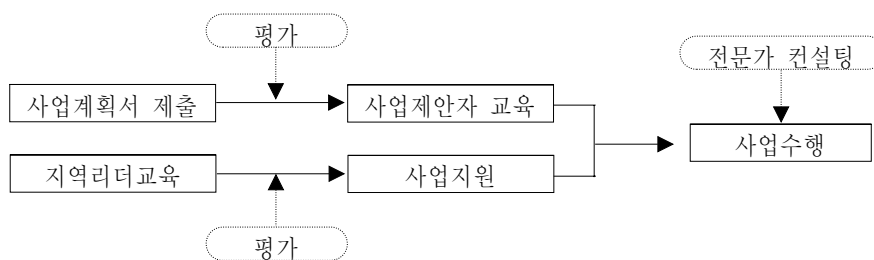 평가
전문가 컨설팅
사업계획서 제출
사업제안자 교육
사업수행
지역리더교육
사업지원
평가